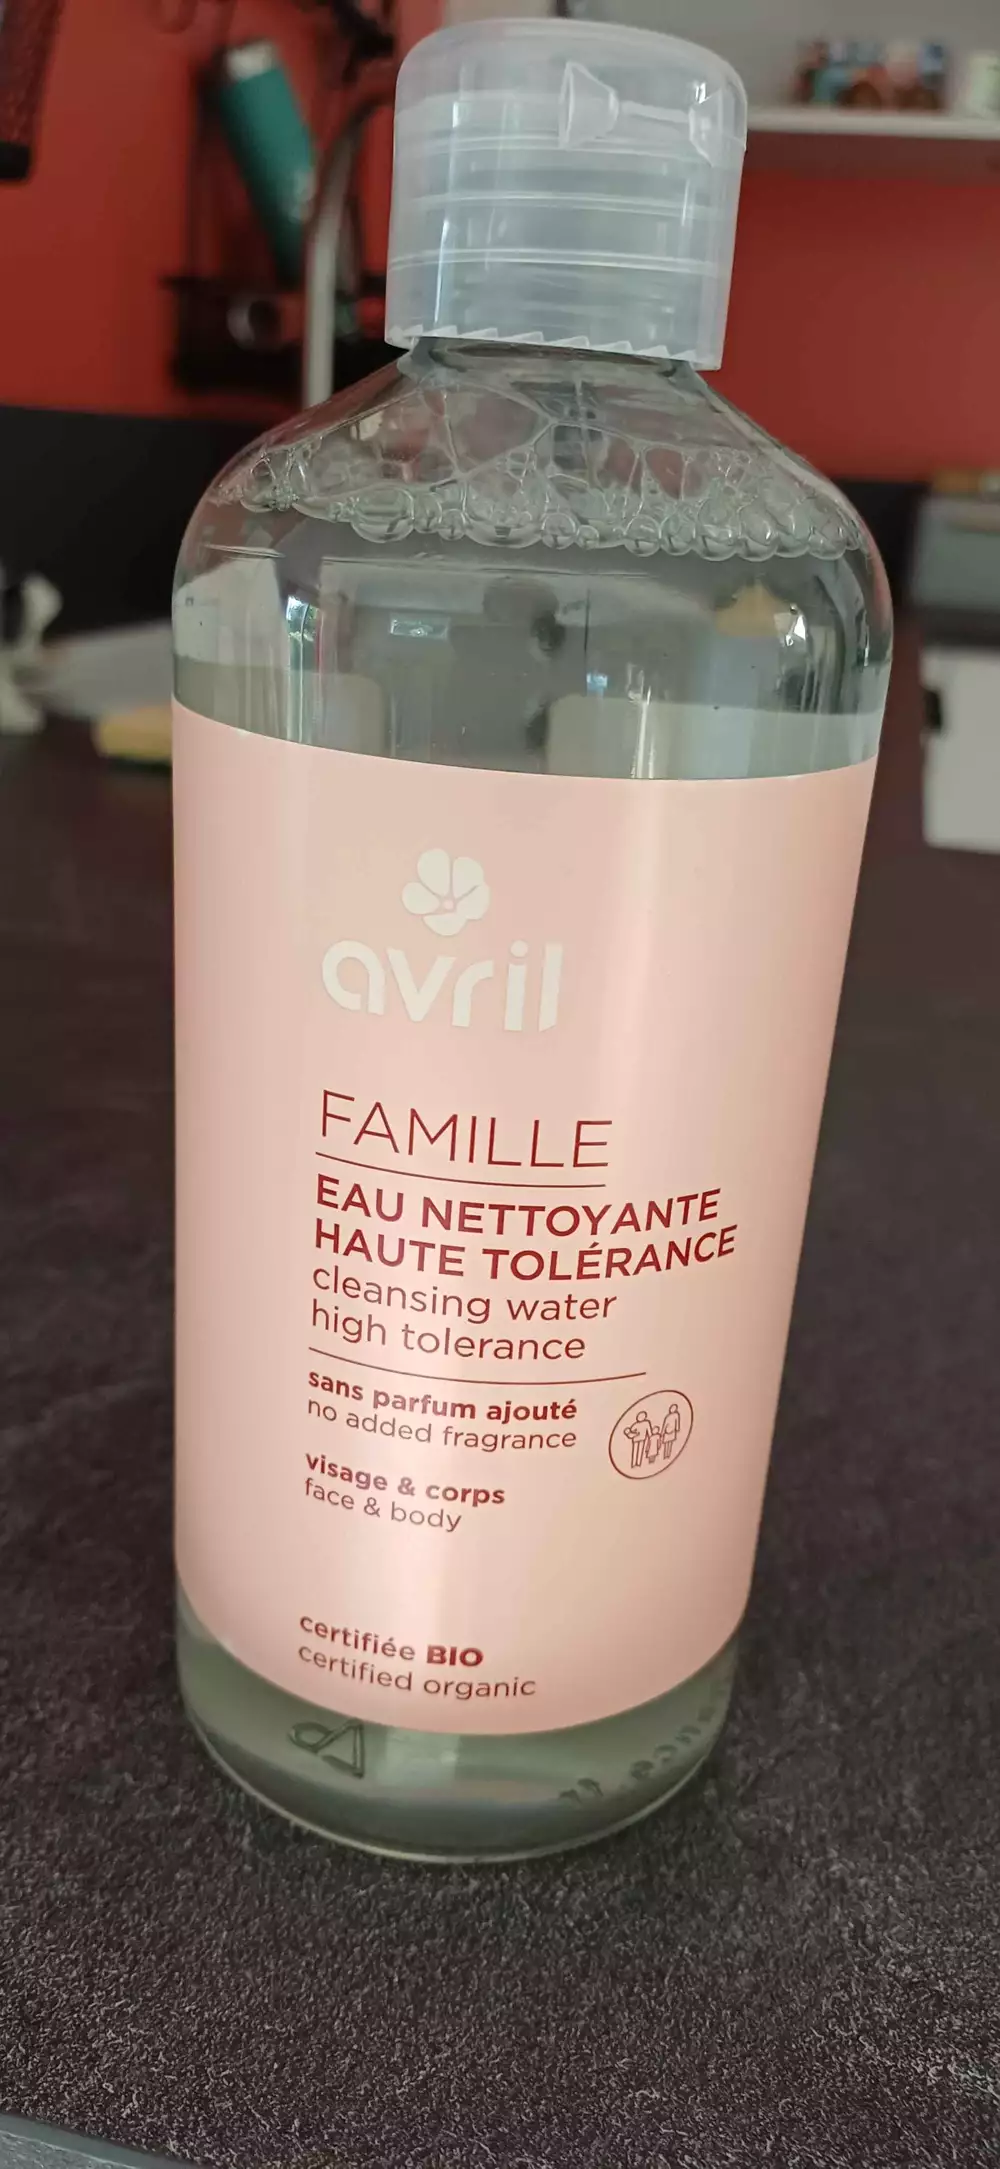 avril
FAMILLE
EAU NETTOYANTE
HAUTE TOLÉRANCE
cleansing water
high tolerance
sans parfum ajouté
no added fragrance
visage & corps
face & body
certifiée BIO
certified organic